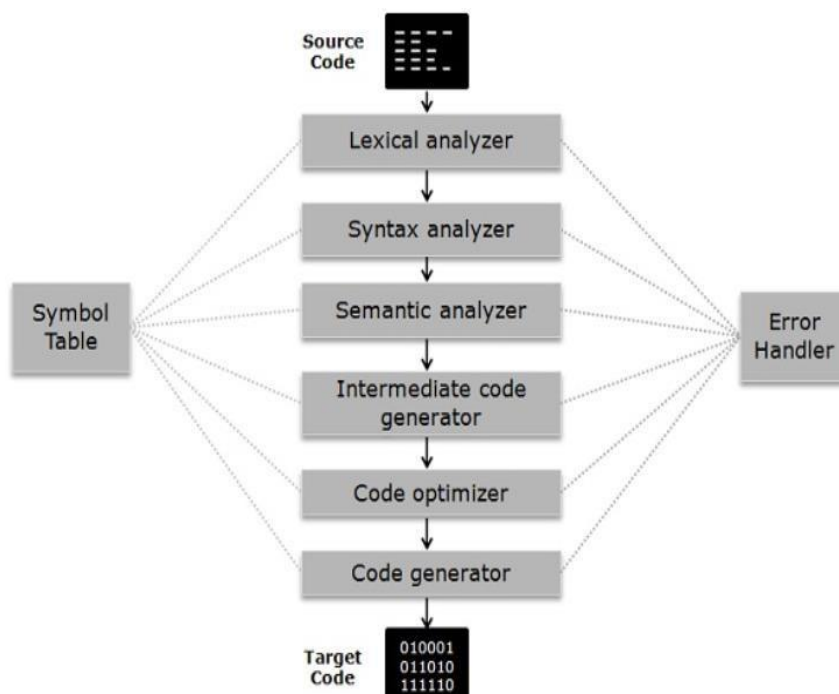 Source
Code
Lexical analyzer
Syntax analyzer
Semantic analyzer
Symbol
Table
Error
Handler
Intermediate code
generator
Code optimizer
Code generator
Target
Code
010001
011010
111110